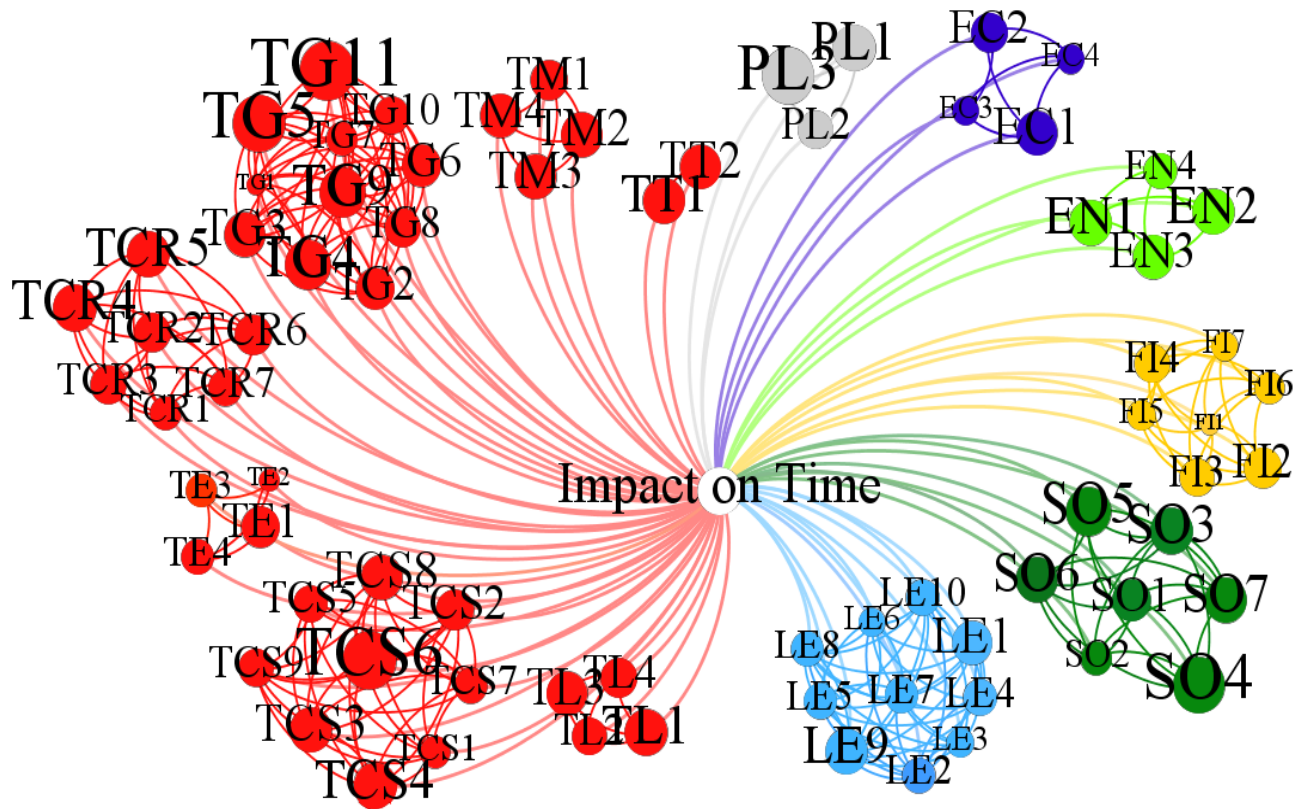 TG11
TG5
TG10
TG7
TG6
TG1
TG9
TG3
TG8
TG4
TG2
TM1
TM4
TM2
TM3
TT2
TT1
PL1
PL3
PL2
EC2
EC4
EC3
EC1
EN4
EN1
EN2
EN3
TCR5
TCR4
TCR2
TCR6
TCR3
TCR7
TCR1
FI7
FI4
FI6
FI5
FI1
FI3
FI2
Impact on Time
TE3
TE2
TE1
TE4
SO5
SO3
SO6
SO1
SO7
SO2
SO4
TCS8
TCS5
TCS2
TCS6
TCS9
TCS7
TCS3
TCS1
TCS4
TL4
TL3
TL2
TL1
LE10
LE6
LE1
LE8
LE7
LE4
LE5
LE9
LE3
LE2